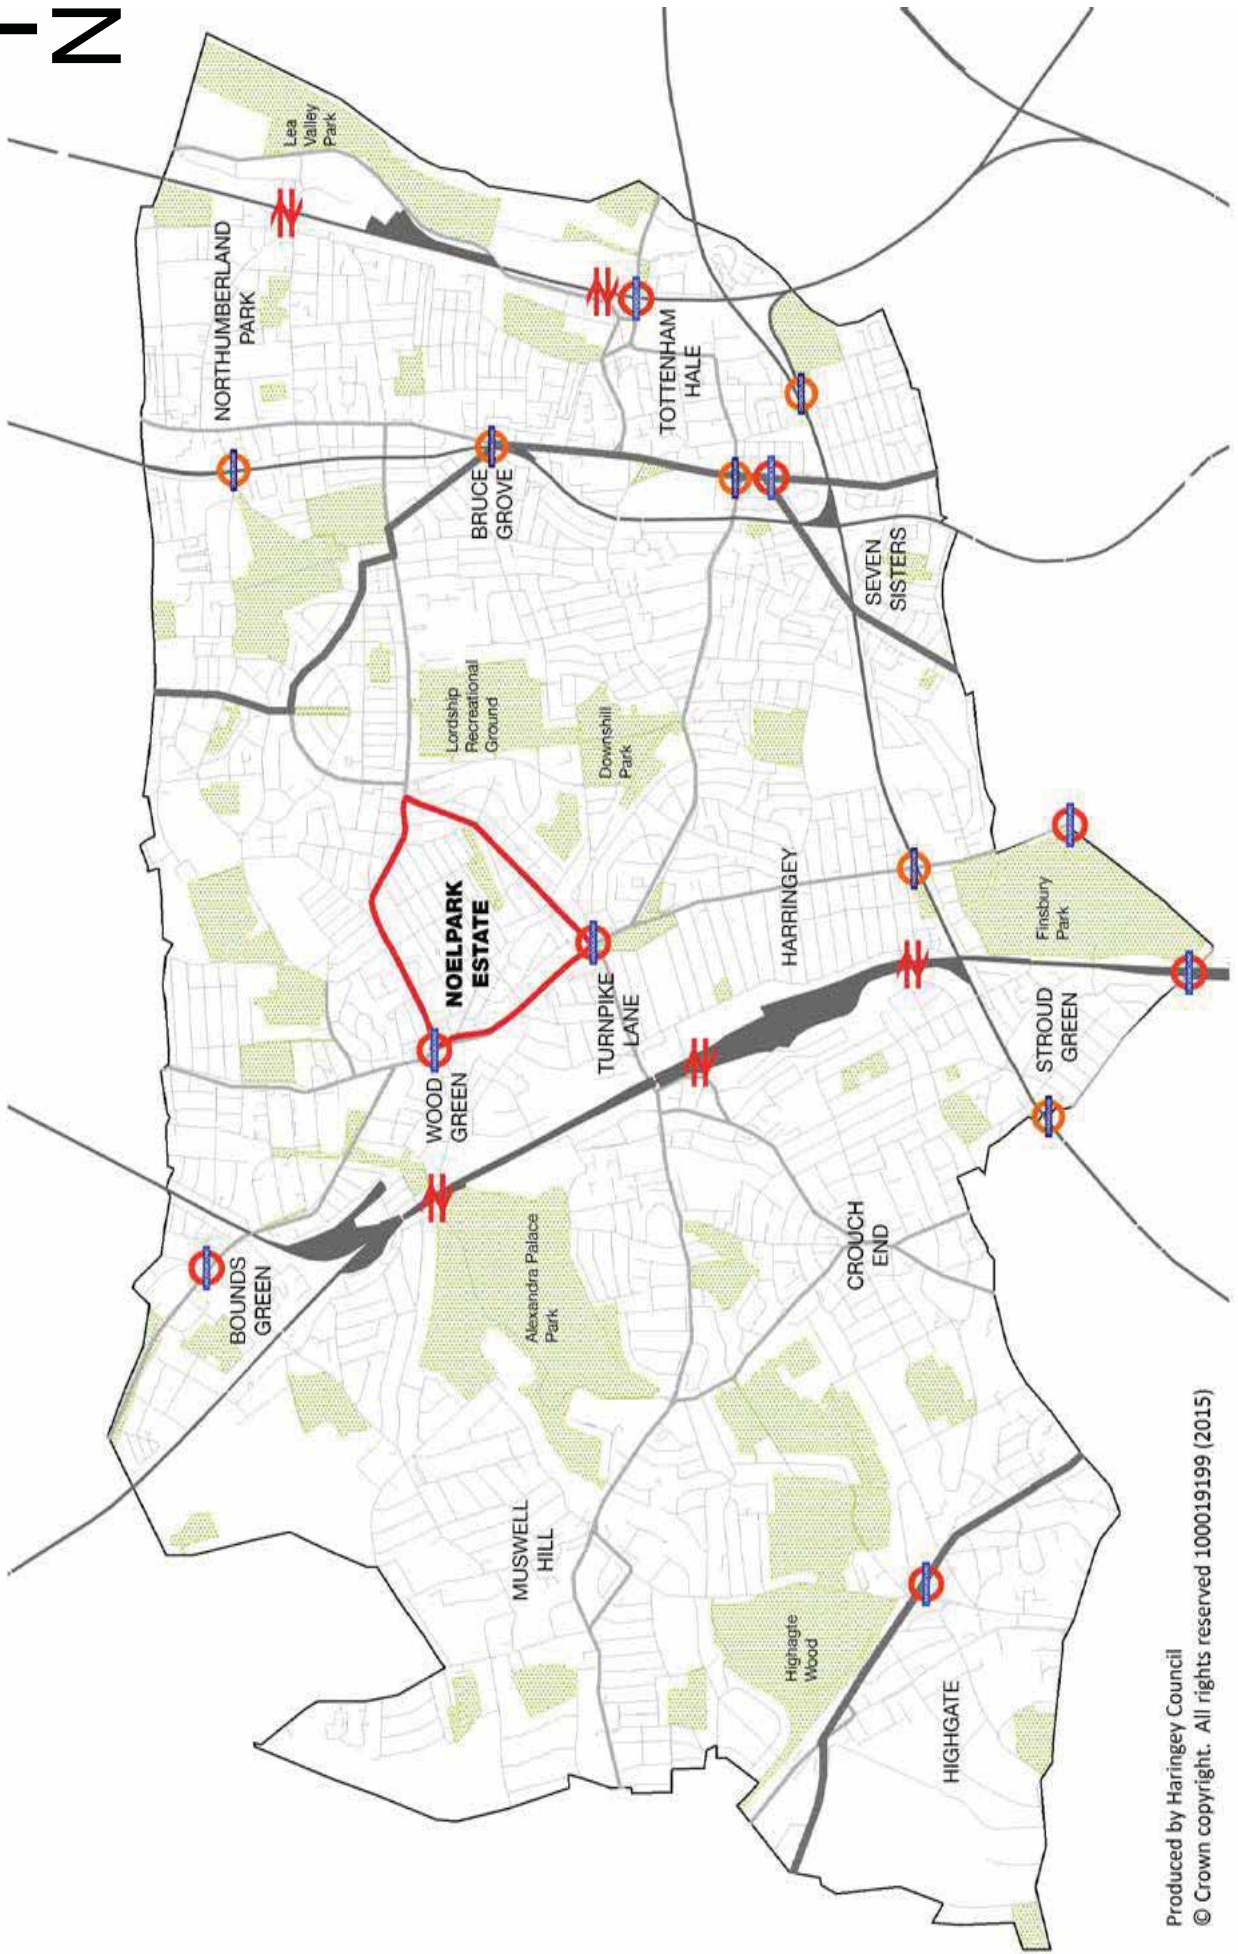 N
BOUNDS
GREEN
NORTHUMBERLAND
PARK
Lea
Valley
Park
WOOD
GREEN
NOELPARK
ESTATE
Lordship
Recreational
Ground
BRUCE
GROVE
MUSWELL
HILL
Alexandra Palace
Park
TURNPIKE
LANE
Downshill
Park
TOTTENHAM
HALE
Highagte
Wood
HARRINGEY
CROUCH
END
SEVEN
SISTERS
HIGHGATE
STROUD
GREEN
Finsbury
Park
Produced by Haringey Council
© Crown copyright. All rights reserved 100019199 (2015)